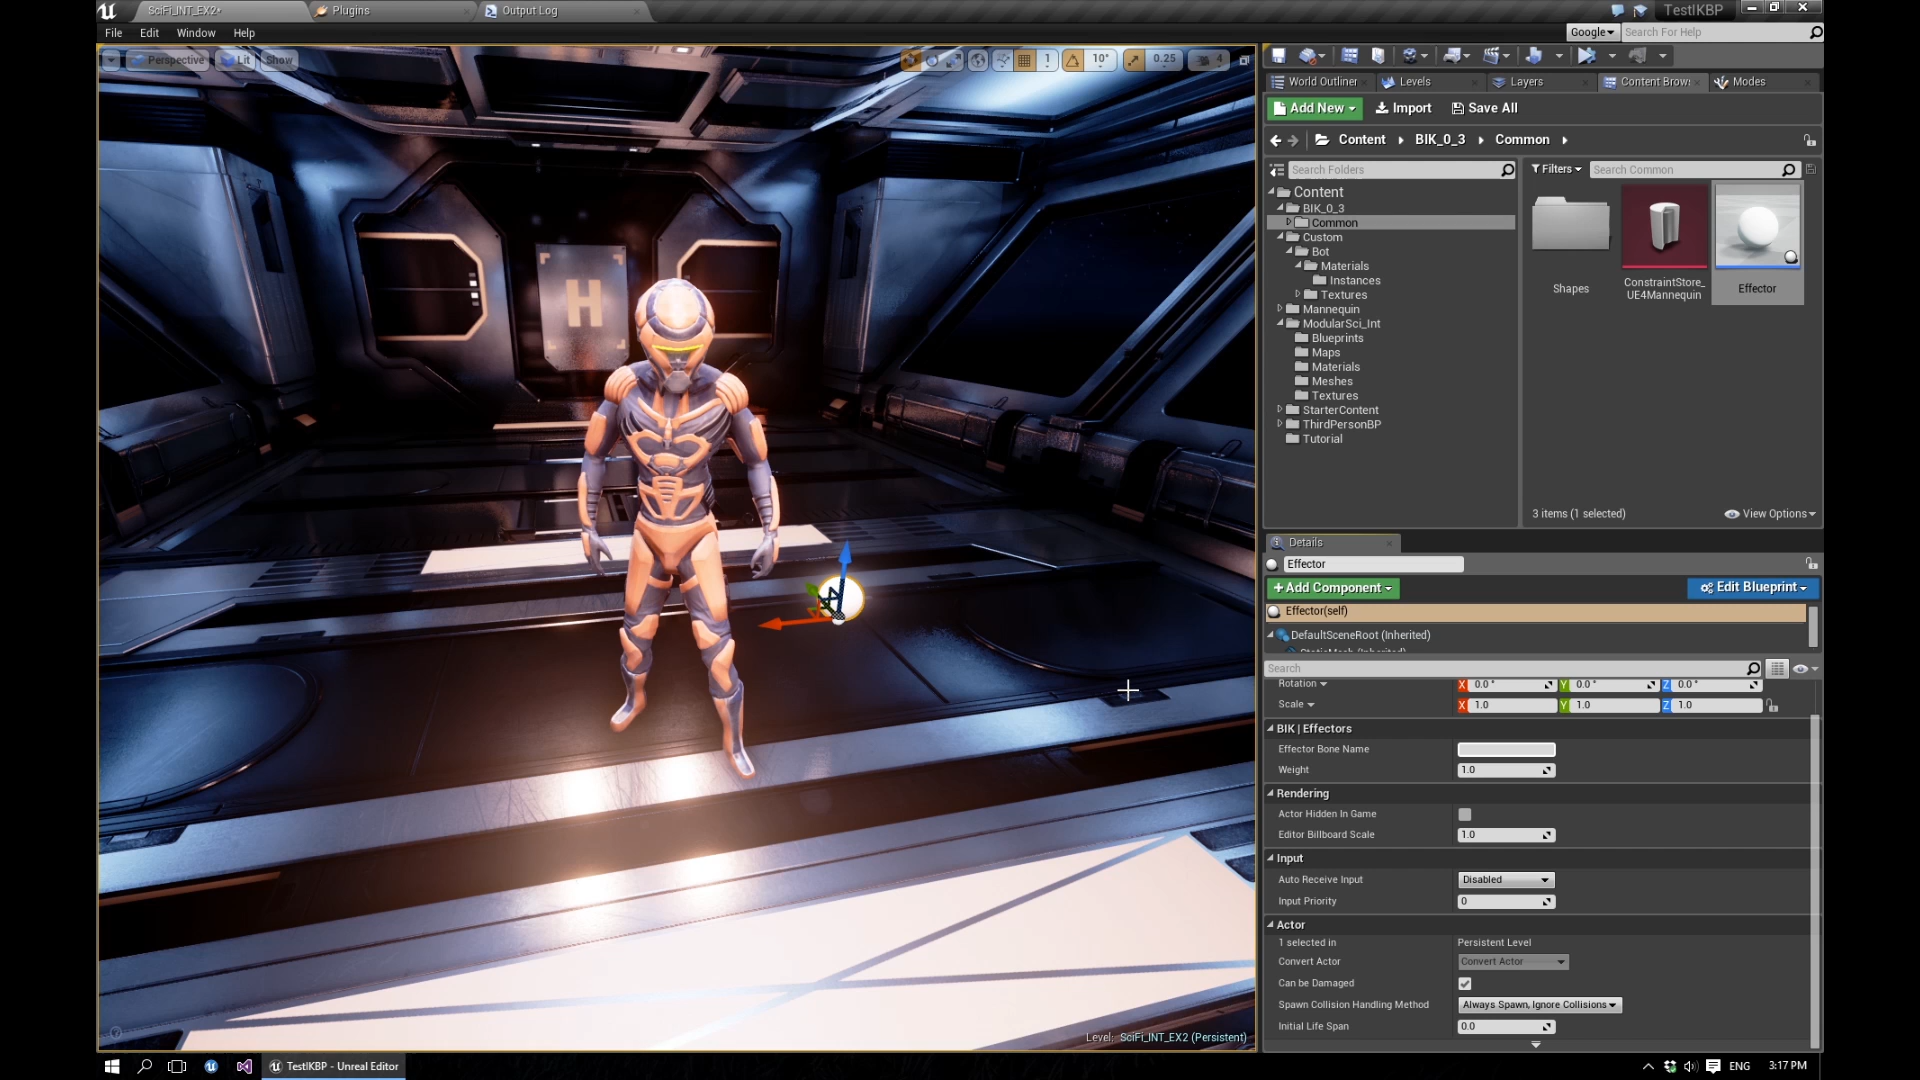 SciFi_INT_EX2*
Plugins
Output Log
TestIKBP
File Edit Window Help
Google
Search For Help
Perspective Lit Show
1 10° 0.25 4
World Outliner Levels Layers Content Brows Modes
Add New Import Save All
Content BIK_0_3 Common
Search Folders
Filters Search Common
Content
BIK_0_3
Common
Custom
Bot
Materials
Instances
Textures
Mannequin
ModularSci_Int
Blueprints
Maps
Materials
Meshes
Textures
StarterContent
ThirdPersonBP
Tutorial
Shapes
ConstraintStore_
UE4Mannequin
Effector
3 items (1 selected)
View Options
H
Details
Effector
+Add Component
Edit Blueprint
Effector(self)
DefaultSceneRoot (Inherited)
StaticMesh (Inherited)
Search
Rotation X 0.0° Y 0.0° Z 0.0°
Scale X 1.0 Y 1.0 Z 1.0
BIK | Effectors
Effector Bone Name
Weight 1.0
Rendering
Actor Hidden In Game
Editor Billboard Scale 1.0
Input
Auto Receive Input Disabled
Input Priority 0
Actor
1 selected in Persistent Level
Convert Actor Convert Actor
Can be Damaged
Spawn Collision Handling Method Always Spawn, Ignore Collisions
Initial Life Span 0.0
Level: SciFi_INT_EX2 (Persistent)
TestIKBP - Unreal Editor
ENG
3:17 PM